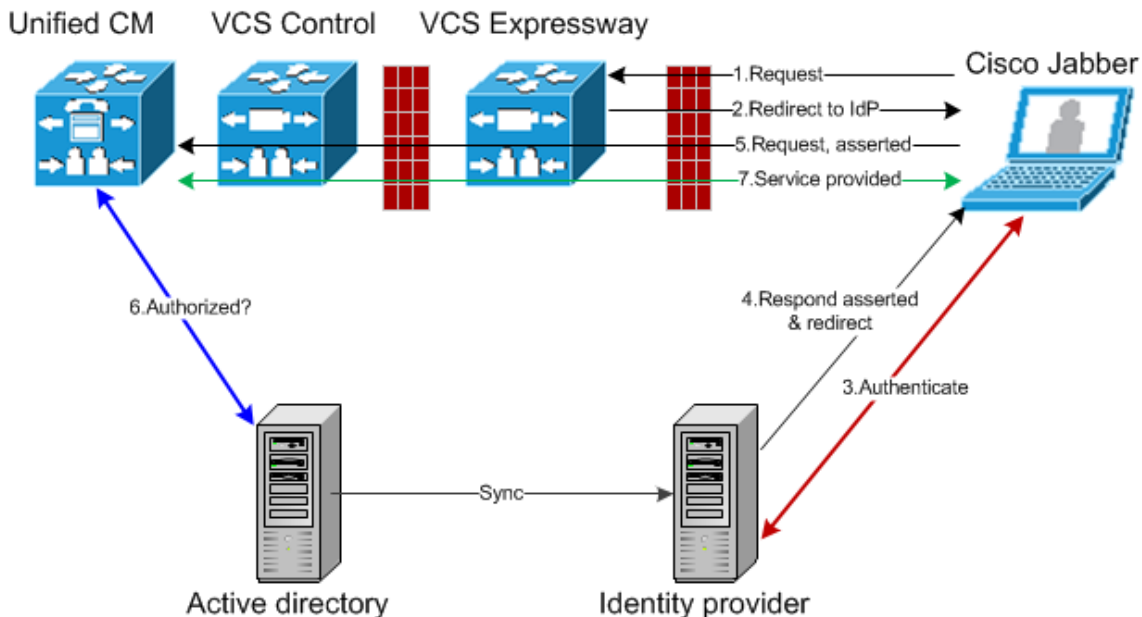 Unified CM
VCS Control
VCS Expressway
Cisco Jabber
1.Request
2.Redirect to IdP
5.Request, asserted
7.Service provided
6.Authorized?
4.Respond asserted
& redirect
3.Authenticate
Sync
Active directory
Identity provider